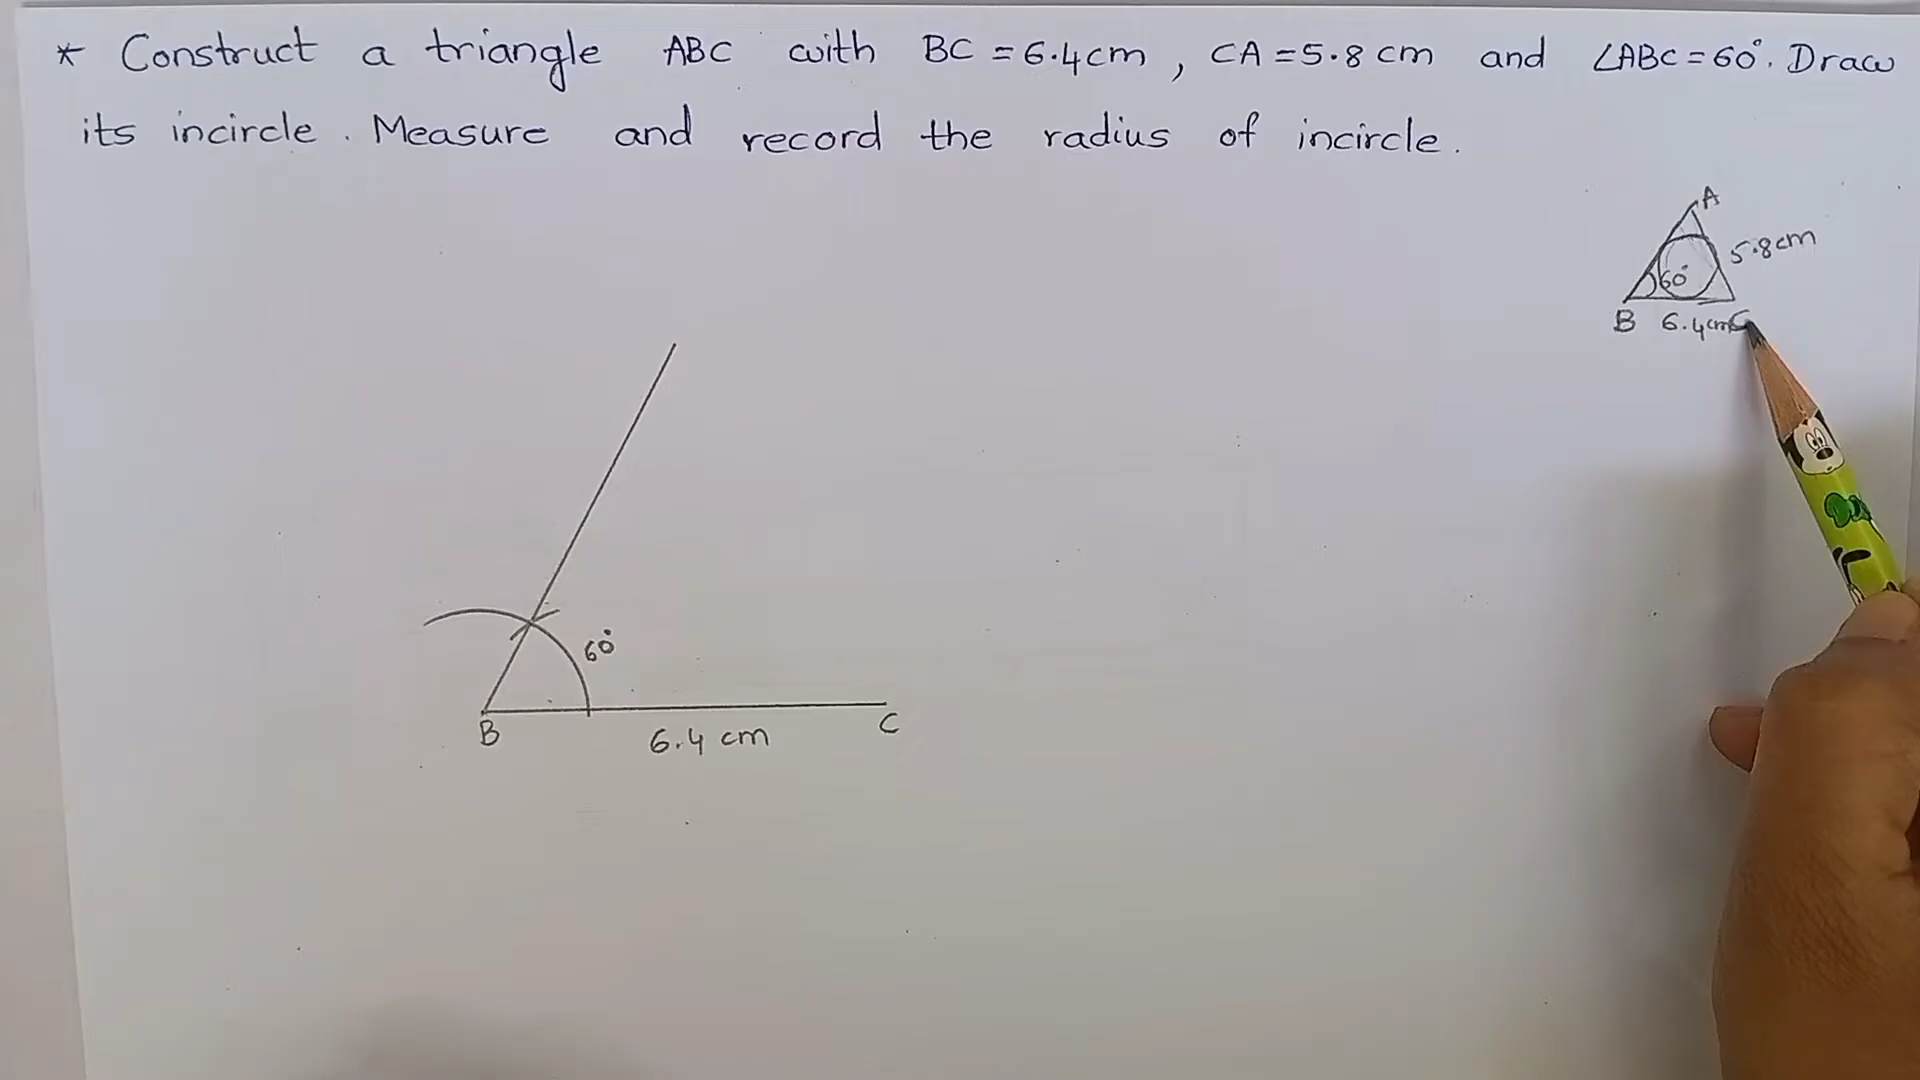 * Construct a triangle ABC with BC = 6.4cm, CA = 5.8 cm and ∠ABC = 60°. Draw
its incircle. Measure and record the radius of incircle.
A
5.8cm
60°
B 6.4cm C
60°
B 6.4 cm C